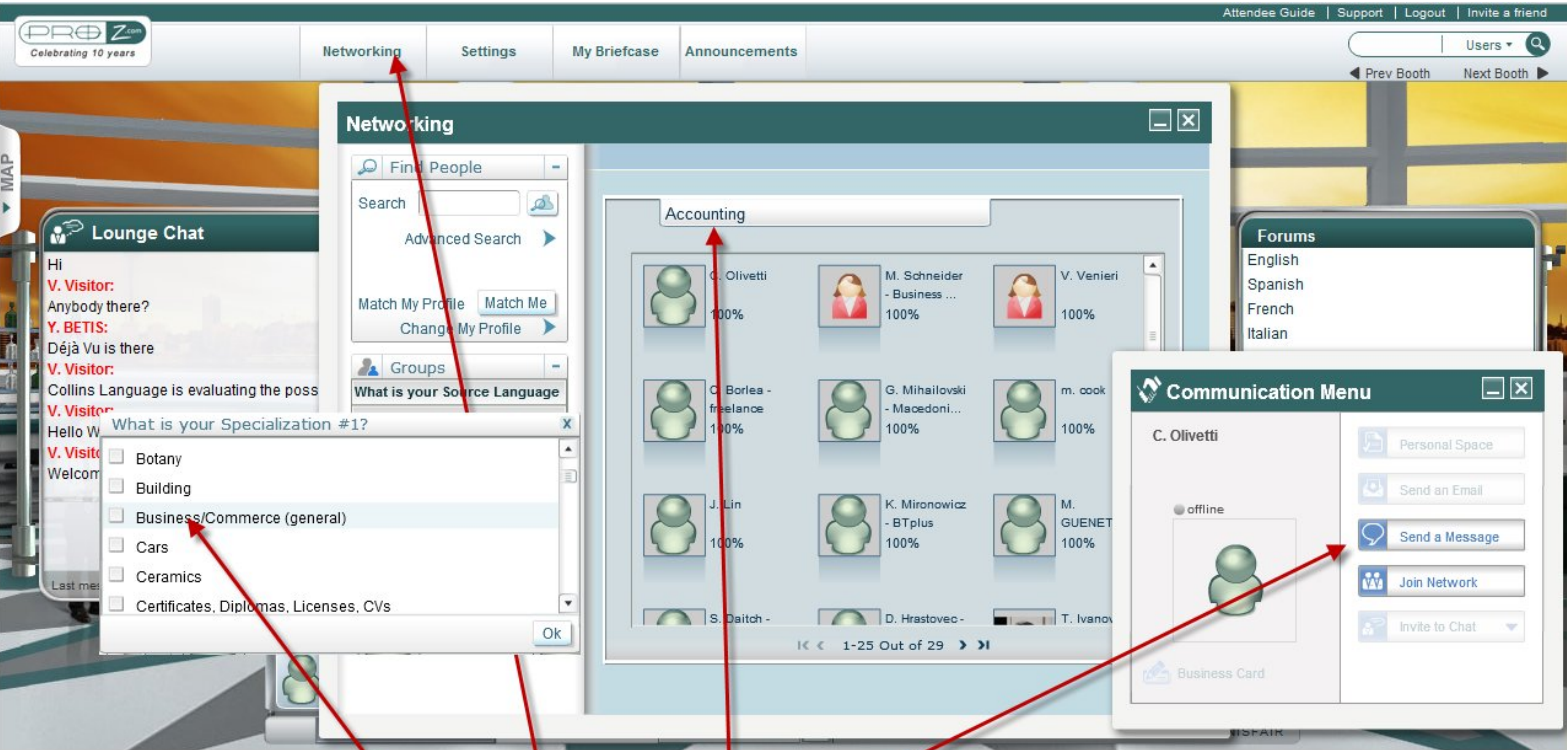 Attendee Guide | Support | Logout | Invite a friend
PROZ.com
Celebrating 10 years
Networking
Settings
My Briefcase
Announcements
Users
Prev Booth
Next Booth
MAP
Lounge Chat
Hi
V. Visitor:
Anybody there?
Y. BETIS:
Déjà Vu is there
V. Visitor:
Collins Language is evaluating the poss
V. Visitor:
Hello W
V. Visito
Welcom
Last mes
What is your Specialization #1?
X
Botany
Building
Business/Commerce (general)
Cars
Ceramics
Certificates, Diplomas, Licenses, CVs
Ok
Networking
Find People
Search
Advanced Search
Match My Profile
Match Me
Change My Profile
Groups
What is your Source Language
Accounting
C. Olivetti
100%
M. Schneider
- Business ...
100%
V. Venieri
100%
C. Borlea -
freelance
100%
G. Mihailovski
- Macedoni...
100%
m. cook
100%
J. Lin
100%
K. Mironowicz
- BTplus
100%
M.
GUENET
100%
S. Daitch -
D. Hrastovec -
T. Ivanov
1-25 Out of 29
Forums
English
Spanish
French
Italian
Communication Menu
C. Olivetti
offline
Business Card
Personal Space
Send an Email
Send a Message
Join Network
Invite to Chat